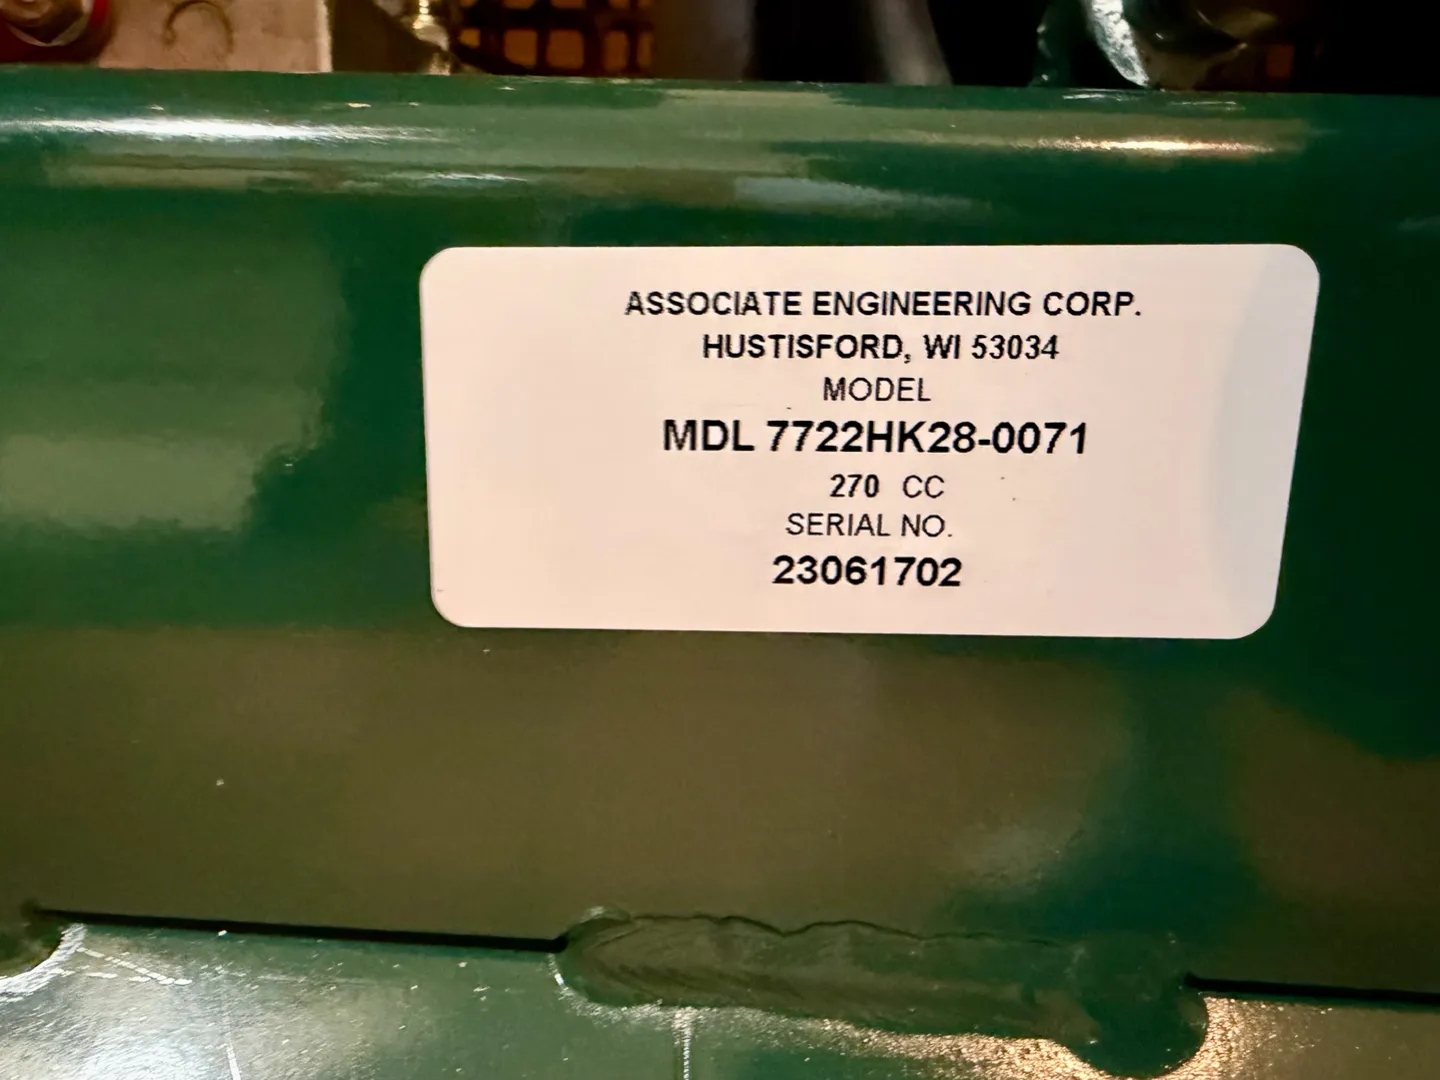 ASSOCIATE ENGINEERING CORP.
HUSTISFORD, WI 53034
MODEL
MDL 7722HK28-0071
270 CC
SERIAL NO.
23061702